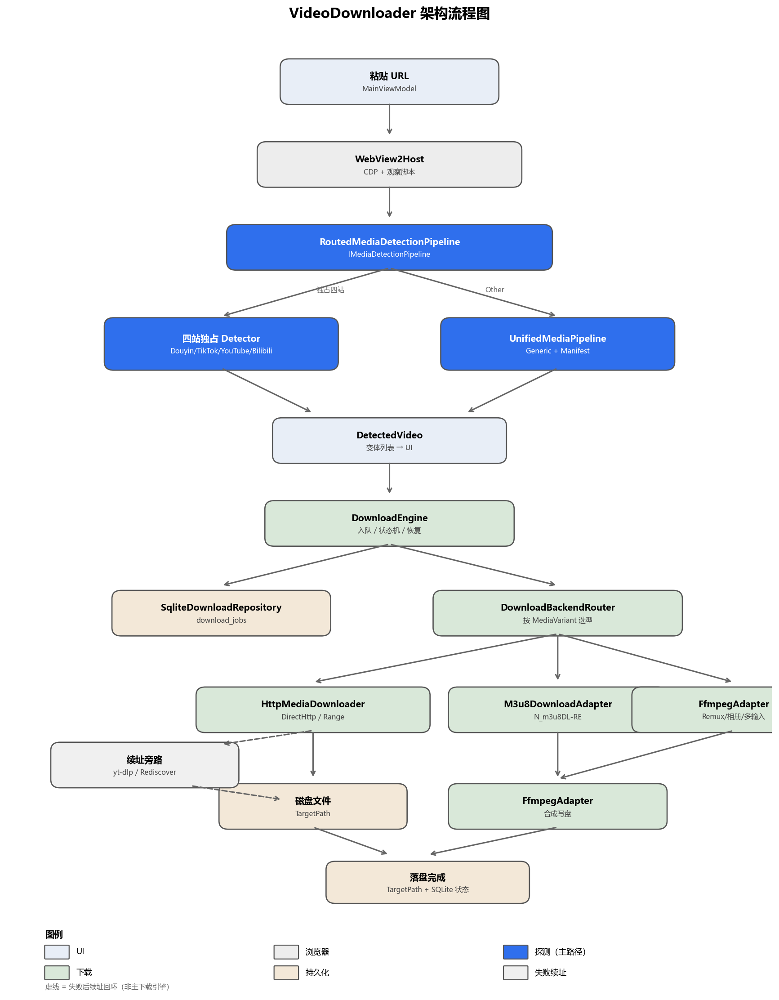 VideoDownloader 架构流程图
粘贴 URL
MainViewModel
WebView2Host
CDP + 观察脚本
RoutedMediaDetectionPipeline
IMediaDetectionPipeline
独占四站
Other
四站独占 Detector
Douyin/TikTok/YouTube/Bilibili
UnifiedMediaPipeline
Generic + Manifest
DetectedVideo
变体列表 → UI
DownloadEngine
入队 / 状态机 / 恢复
SqliteDownloadRepository
download_jobs
DownloadBackendRouter
按 MediaVariant 选型
HttpMediaDownloader
DirectHttp / Range
M3u8DownloadAdapter
N_m3u8DL-RE
FfmpegAdapter
Remux/相册/多输入
续址旁路
yt-dlp / Rediscover
磁盘文件
TargetPath
FfmpegAdapter
合成写盘
落盘完成
TargetPath + SQLite 状态
图例
UI
浏览器
探测（主路径）
下载
持久化
失败续址
虚线 = 失败后续址回环（非主下载引擎）